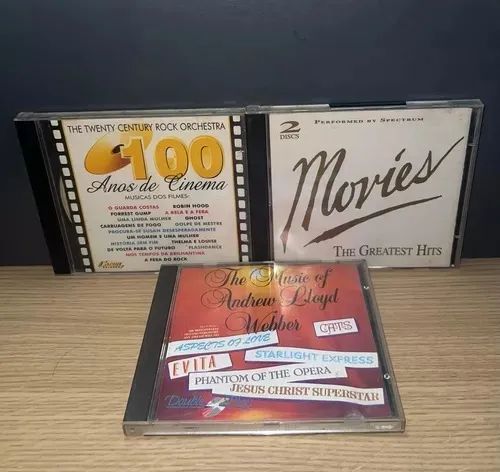 THE TWENTY CENTURY ROCK ORCHESTRA
100
Anos de Cinema
MUSICAS DOS FILMES
O GUARDA COSTAS ROBIN HOOD
FORREST GUMP A BELA E A FERA
UMA LINDA MULHER GHOST
CARRUAGENS DE FOGO GOLPE DE MESTRE
PROCURA-SE SUSAN DESESPERADAMENTE
UM HOMEM E UMA MULHER
HISTÓRIA SEM FIM THELMA E LOUISE
DE VOLTA PARA O FUTURO FLASHDANCE
NOS TEMPOS DA BRILHANTINA
A FERA DO ROCK
2
DISCS
PERFORMED BY SPECTRUM
Movies
THE GREATEST HITS
The Music of
Andrew Lloyd
Webber
CATS
ASPECTS OF LOVE
EVITA
STARLIGHT EXPRESS
PHANTOM OF THE OPERA
JESUS CHRIST SUPERSTAR
Double Play